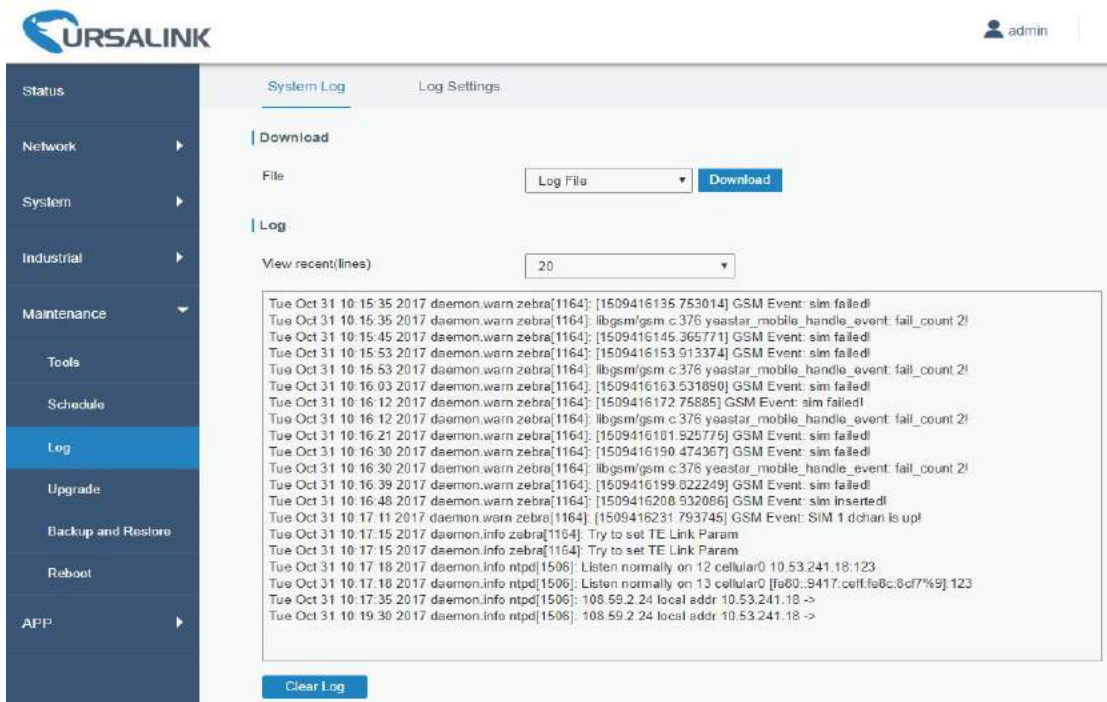 URSALINK
admin
Status
Network
System
Industrial
Maintenance
Tools
Schedule
Log
Upgrade
Backup and Restore
Reboot
APP
System Log Log Settings
Download
File Log File Download
Log
View recent(lines) 20
Tue Oct 31 10:15:35 2017 daemon.warn zebra[1164]: [1509416135.753014] GSM Event: sim failed!
Tue Oct 31 10:15:35 2017 daemon.warn zebra[1164]: libgsm/gsm.c:376 yeastar_mobile_handle_event: fail_count 2!
Tue Oct 31 10:15:45 2017 daemon.warn zebra[1164]: [1509416145.365771] GSM Event: sim failed!
Tue Oct 31 10:15:53 2017 daemon.warn zebra[1164]: [1509416153.913374] GSM Event: sim failed!
Tue Oct 31 10:15:53 2017 daemon.warn zebra[1164]: libgsm/gsm.c:376 yeastar_mobile_handle_event: fail_count 2!
Tue Oct 31 10:16:03 2017 daemon.warn zebra[1164]: [1509416163.531890] GSM Event: sim failed!
Tue Oct 31 10:16:12 2017 daemon.warn zebra[1164]: [1509416172.75885] GSM Event: sim failed!
Tue Oct 31 10:16:12 2017 daemon.warn zebra[1164]: libgsm/gsm.c:376 yeastar_mobile_handle_event: fail_count 2!
Tue Oct 31 10:16:21 2017 daemon.warn zebra[1164]: [1509416181.925775] GSM Event: sim failed!
Tue Oct 31 10:16:30 2017 daemon.warn zebra[1164]: [1509416190.474367] GSM Event: sim failed!
Tue Oct 31 10:16:30 2017 daemon.warn zebra[1164]: libgsm/gsm.c:376 yeastar_mobile_handle_event: fail_count 2!
Tue Oct 31 10:16:39 2017 daemon.warn zebra[1164]: [1509416199.822249] GSM Event: sim failed!
Tue Oct 31 10:16:48 2017 daemon.warn zebra[1164]: [1509416208.932086] GSM Event: sim inserted!
Tue Oct 31 10:17:11 2017 daemon.warn zebra[1164]: [1509416231.793745] GSM Event: SIM 1 dchan is up!
Tue Oct 31 10:17:15 2017 daemon.info zebra[1164]: Try to set TE Link Param
Tue Oct 31 10:17:15 2017 daemon.info zebra[1164]: Try to set TE Link Param
Tue Oct 31 10:17:18 2017 daemon.info ntpd[1506]: Listen normally on 12 cellular0 10.53.241.18:123
Tue Oct 31 10:17:18 2017 daemon.info ntpd[1506]: Listen normally on 13 cellular0 [fe80::9417:ceff:fe8c:8cf7%9]:123
Tue Oct 31 10:17:35 2017 daemon.info ntpd[1506]: 108.59.2.24 local addr 10.53.241.18 ->
Tue Oct 31 10:19:30 2017 daemon.info ntpd[1506]: 108.59.2.24 local addr 10.53.241.18 ->
Clear Log